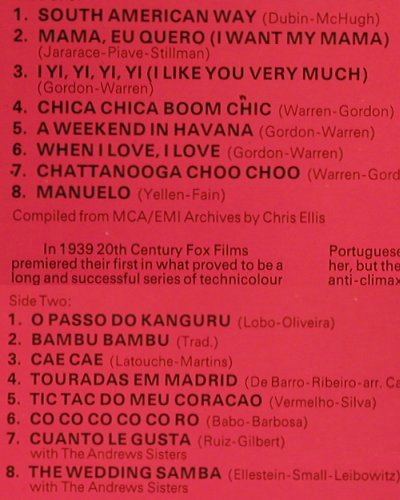 1. SOUTH AMERICAN WAY (Dubin-McHugh)
2. MAMA, EU QUERO (I WANT MY MAMA)
(Jararace-Piave-Stillman)
3. I YI, YI, YI, YI (I LIKE YOU VERY MUCH)
(Gordon-Warren)
4. CHICA CHICA BOOM CHIC (Warren-Gordon)
5. A WEEKEND IN HAVANA (Gordon-Warren)
6. WHEN I LOVE, I LOVE (Gordon-Warren)
7. CHATTANOOGA CHOO CHOO (Warren-Gord
8. MANUELO (Yellen-Fain)
Compiled from MCA/EMI Archives by Chris Ellis
In 1939 20th Century Fox Films
premiered their first in what proved to be a
long and successful series of technicolour
Portuguese
her, but the
anti-climax
Side Two:
1. O PASSO DO KANGURU (Lobo-Oliveira)
2. BAMBU BAMBU (Trad.)
3. CAE CAE (Latouche-Martins)
4. TOURADAS EM MADRID (De Barro-Ribeiro-arr. Ca
5. TIC TAC DO MEU CORACAO (Vermelho-Silva)
6. CO CO CO CO CO RO (Babo-Barbosa)
7. CUANTO LE GUSTA (Ruiz-Gilbert)
with The Andrews Sisters
8. THE WEDDING SAMBA (Ellestein-Small-Leibowitz)
with The Andrews Sisters